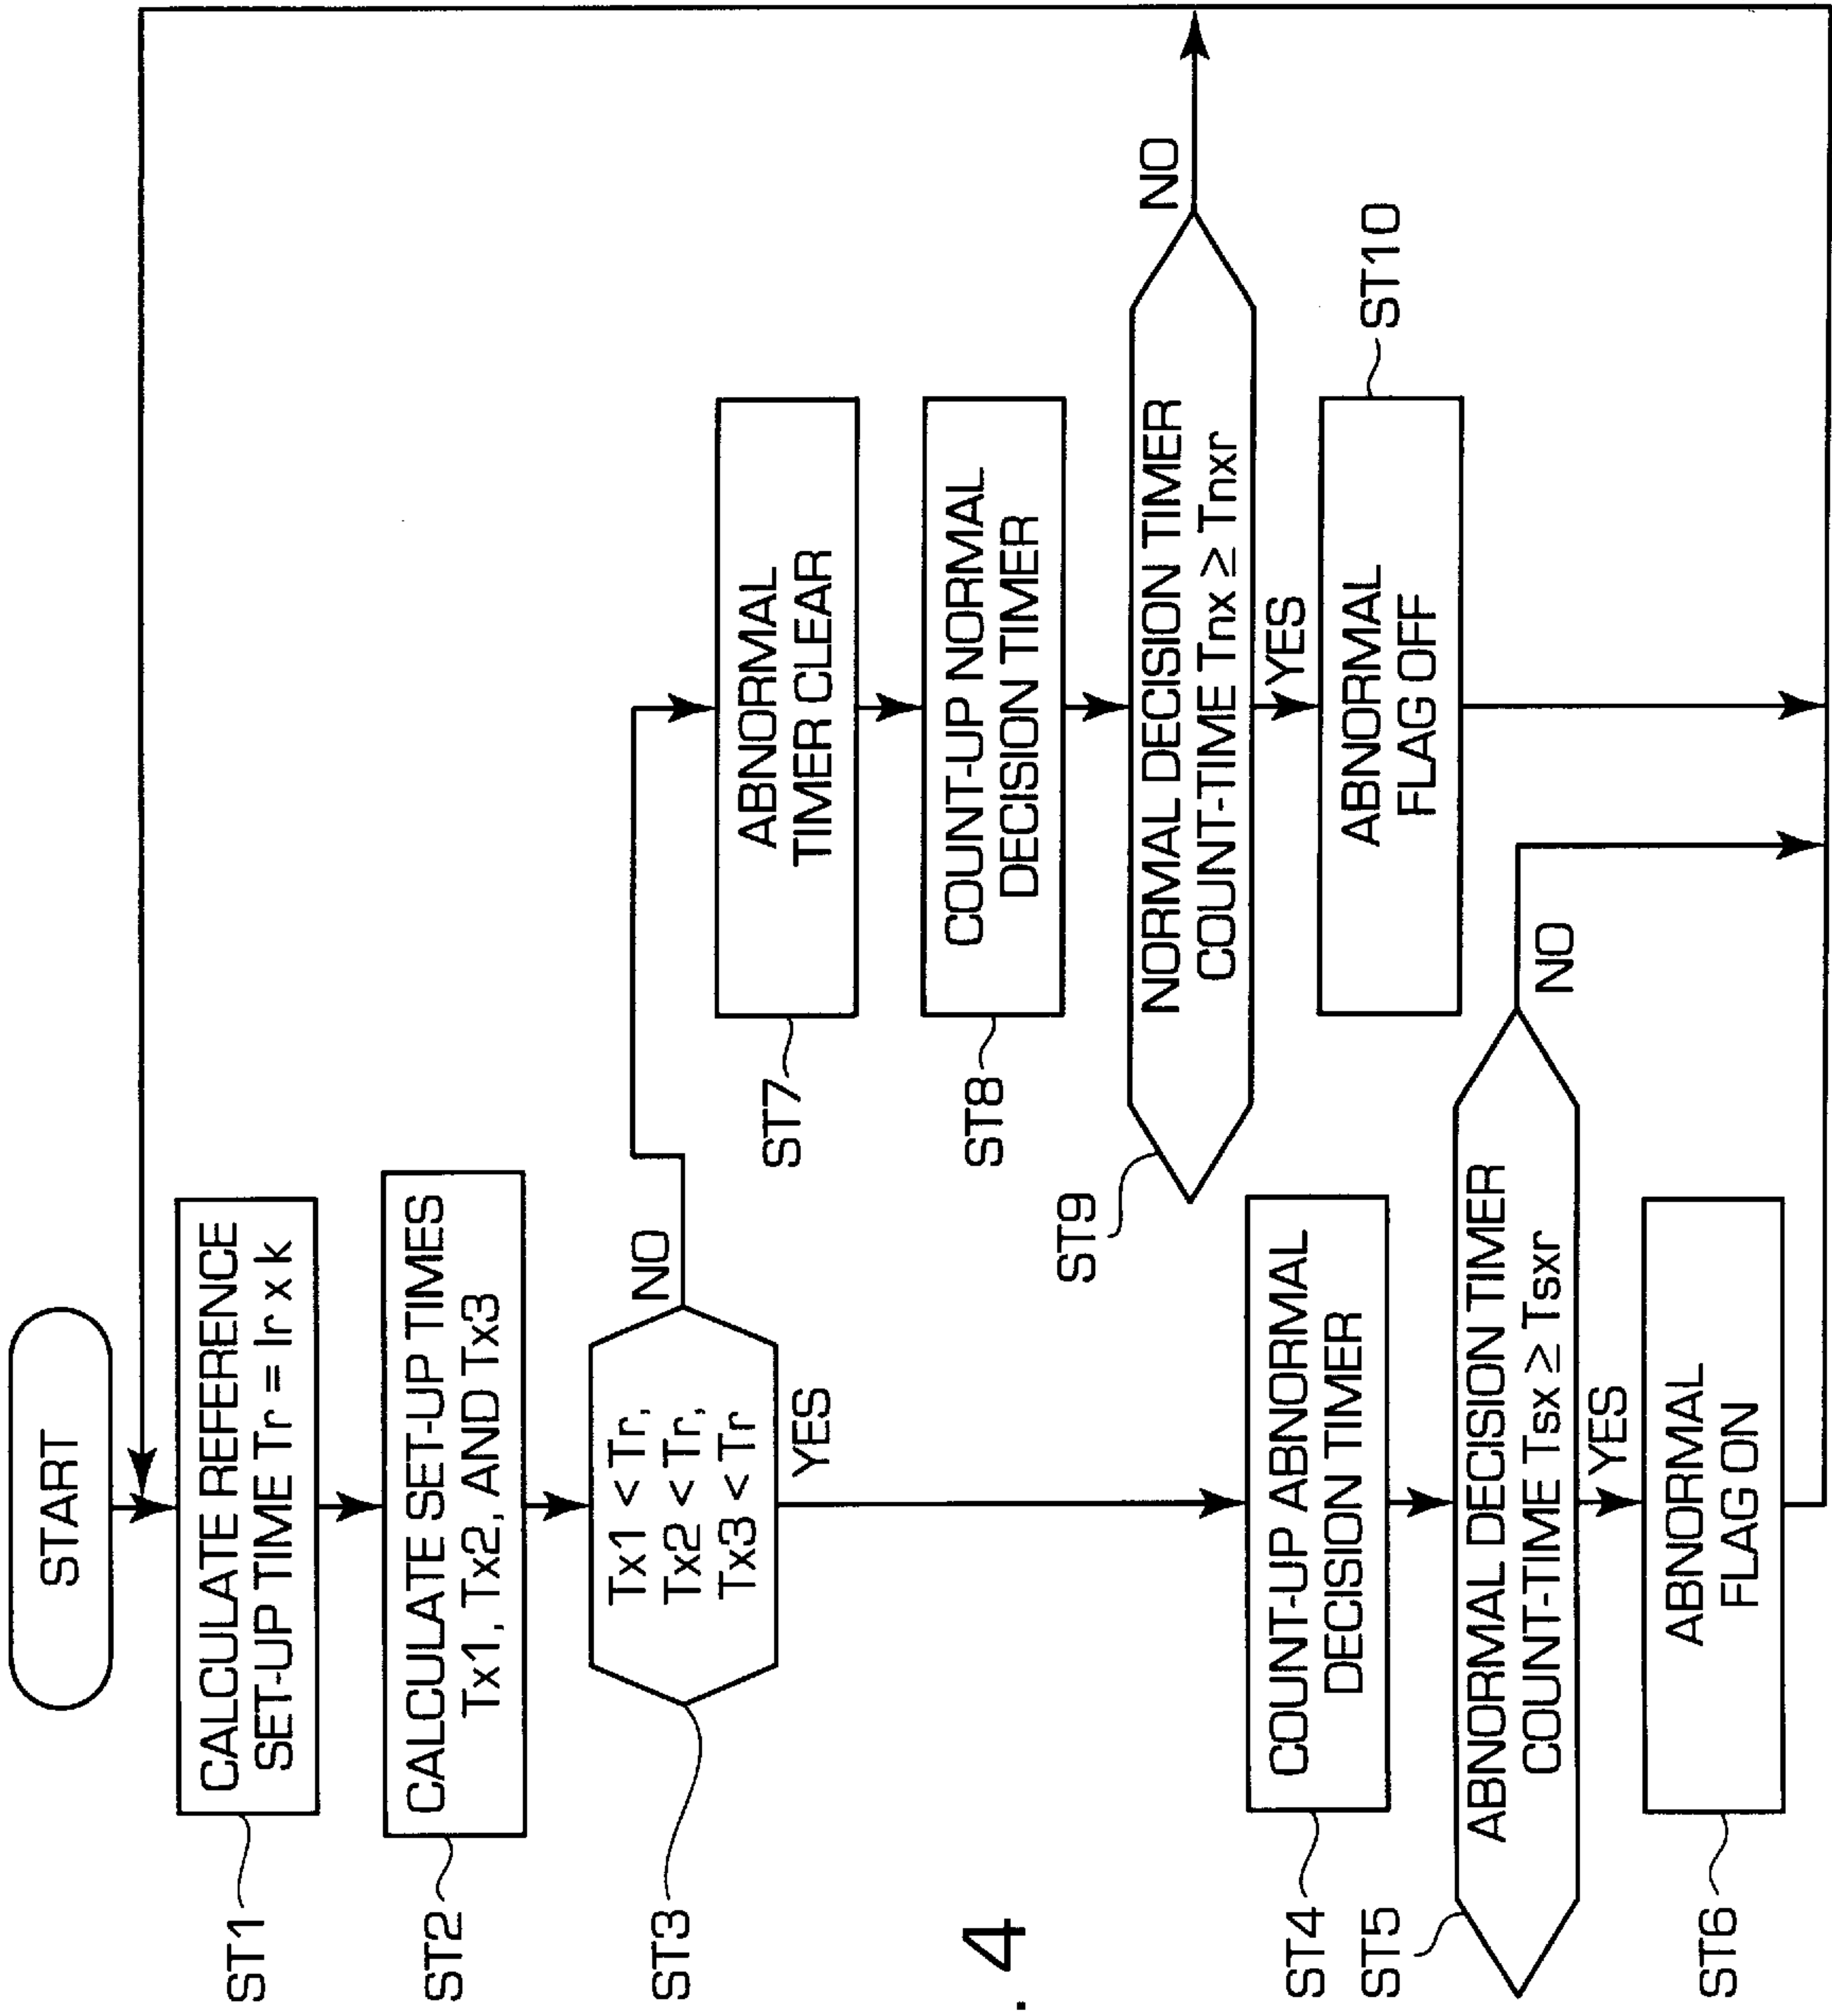 START
CALCULATE REFERENCE
SET-UP TIME Tr = Ir x k
ST1
CALCULATE SET-UP TIMES
Tx1, Tx2, AND Tx3
ST2
Tx1 < Tr,
Tx2 < Tr,
Tx3 < Tr
ST3
NO
YES
COUNT-UP ABNORMAL
DECISION TIMER
ST4
ABNORMAL DECISION TIMER
COUNT-TIME Tsx ≥ Tsxr
ST5
NO
YES
ABNORMAL
FLAG ON
ST6
ABNORMAL
TIMER CLEAR
ST7
COUNT-UP NORMAL
DECISION TIMER
ST8
NORMAL DECISION TIMER
COUNT-TIME Tnx ≥ Tnxr
ST9
NO
YES
ABNORMAL
FLAG OFF
ST10
. 4